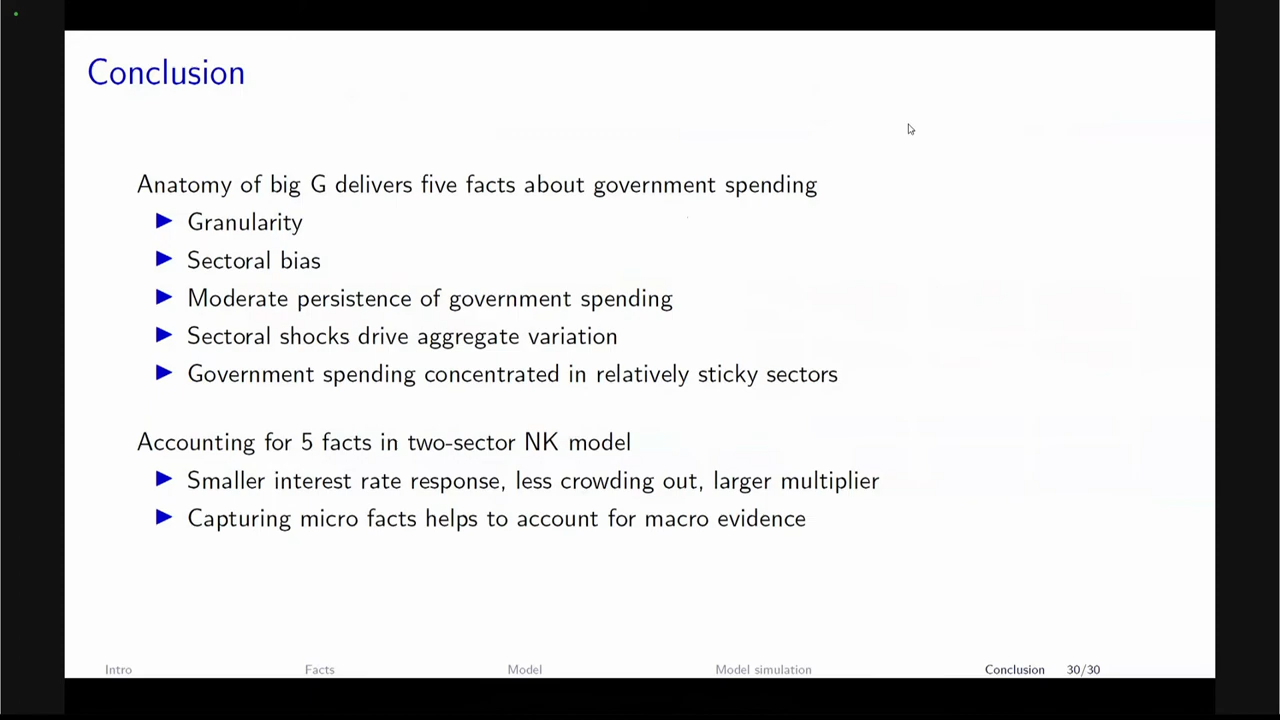 Conclusion
Anatomy of big G delivers five facts about government spending
Granularity
Sectoral bias
Moderate persistence of government spending
Sectoral shocks drive aggregate variation
Government spending concentrated in relatively sticky sectors
Accounting for 5 facts in two-sector NK model
Smaller interest rate response, less crowding out, larger multiplier
Capturing micro facts helps to account for macro evidence
Intro Facts Model Model simulation Conclusion 30/30